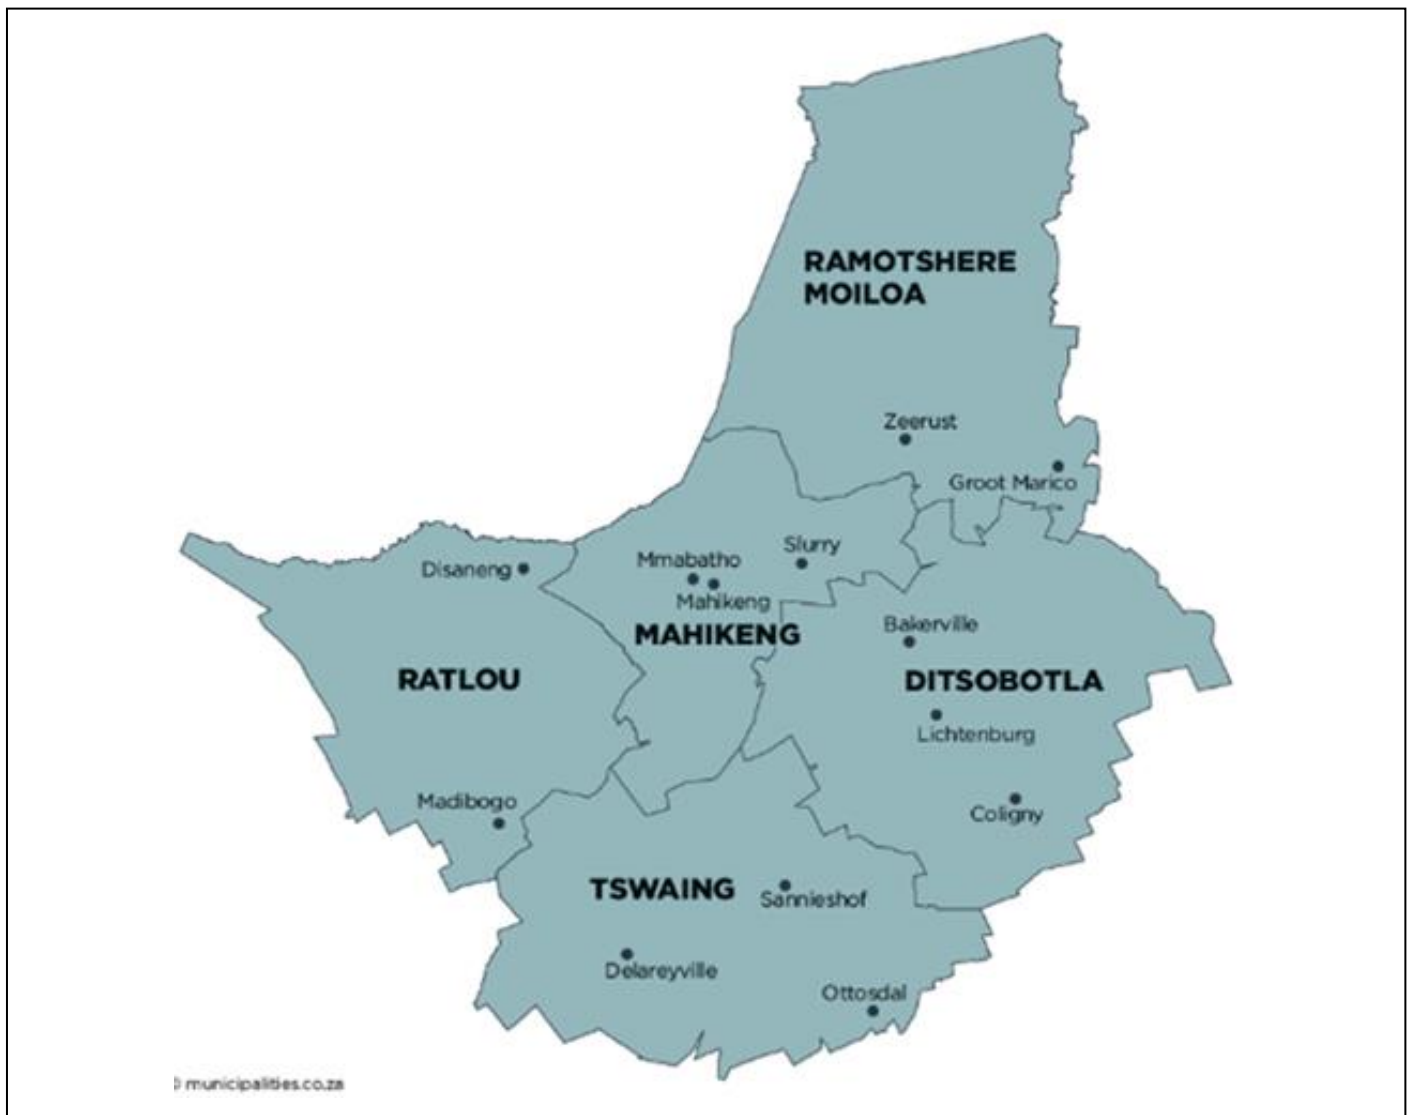 RAMOTSHERE
MOILOA
Zeerust
Groot Marico
Slurry
Mmabatho
Disaneng
Mahikeng
MAHIKENG
Bakerville
RATLOU
DITSOBOTLA
Lichtenburg
Madibogo
Coligny
TSWAING
Sannieshof
Delareyville
Ottosdal
municipalities.co.za